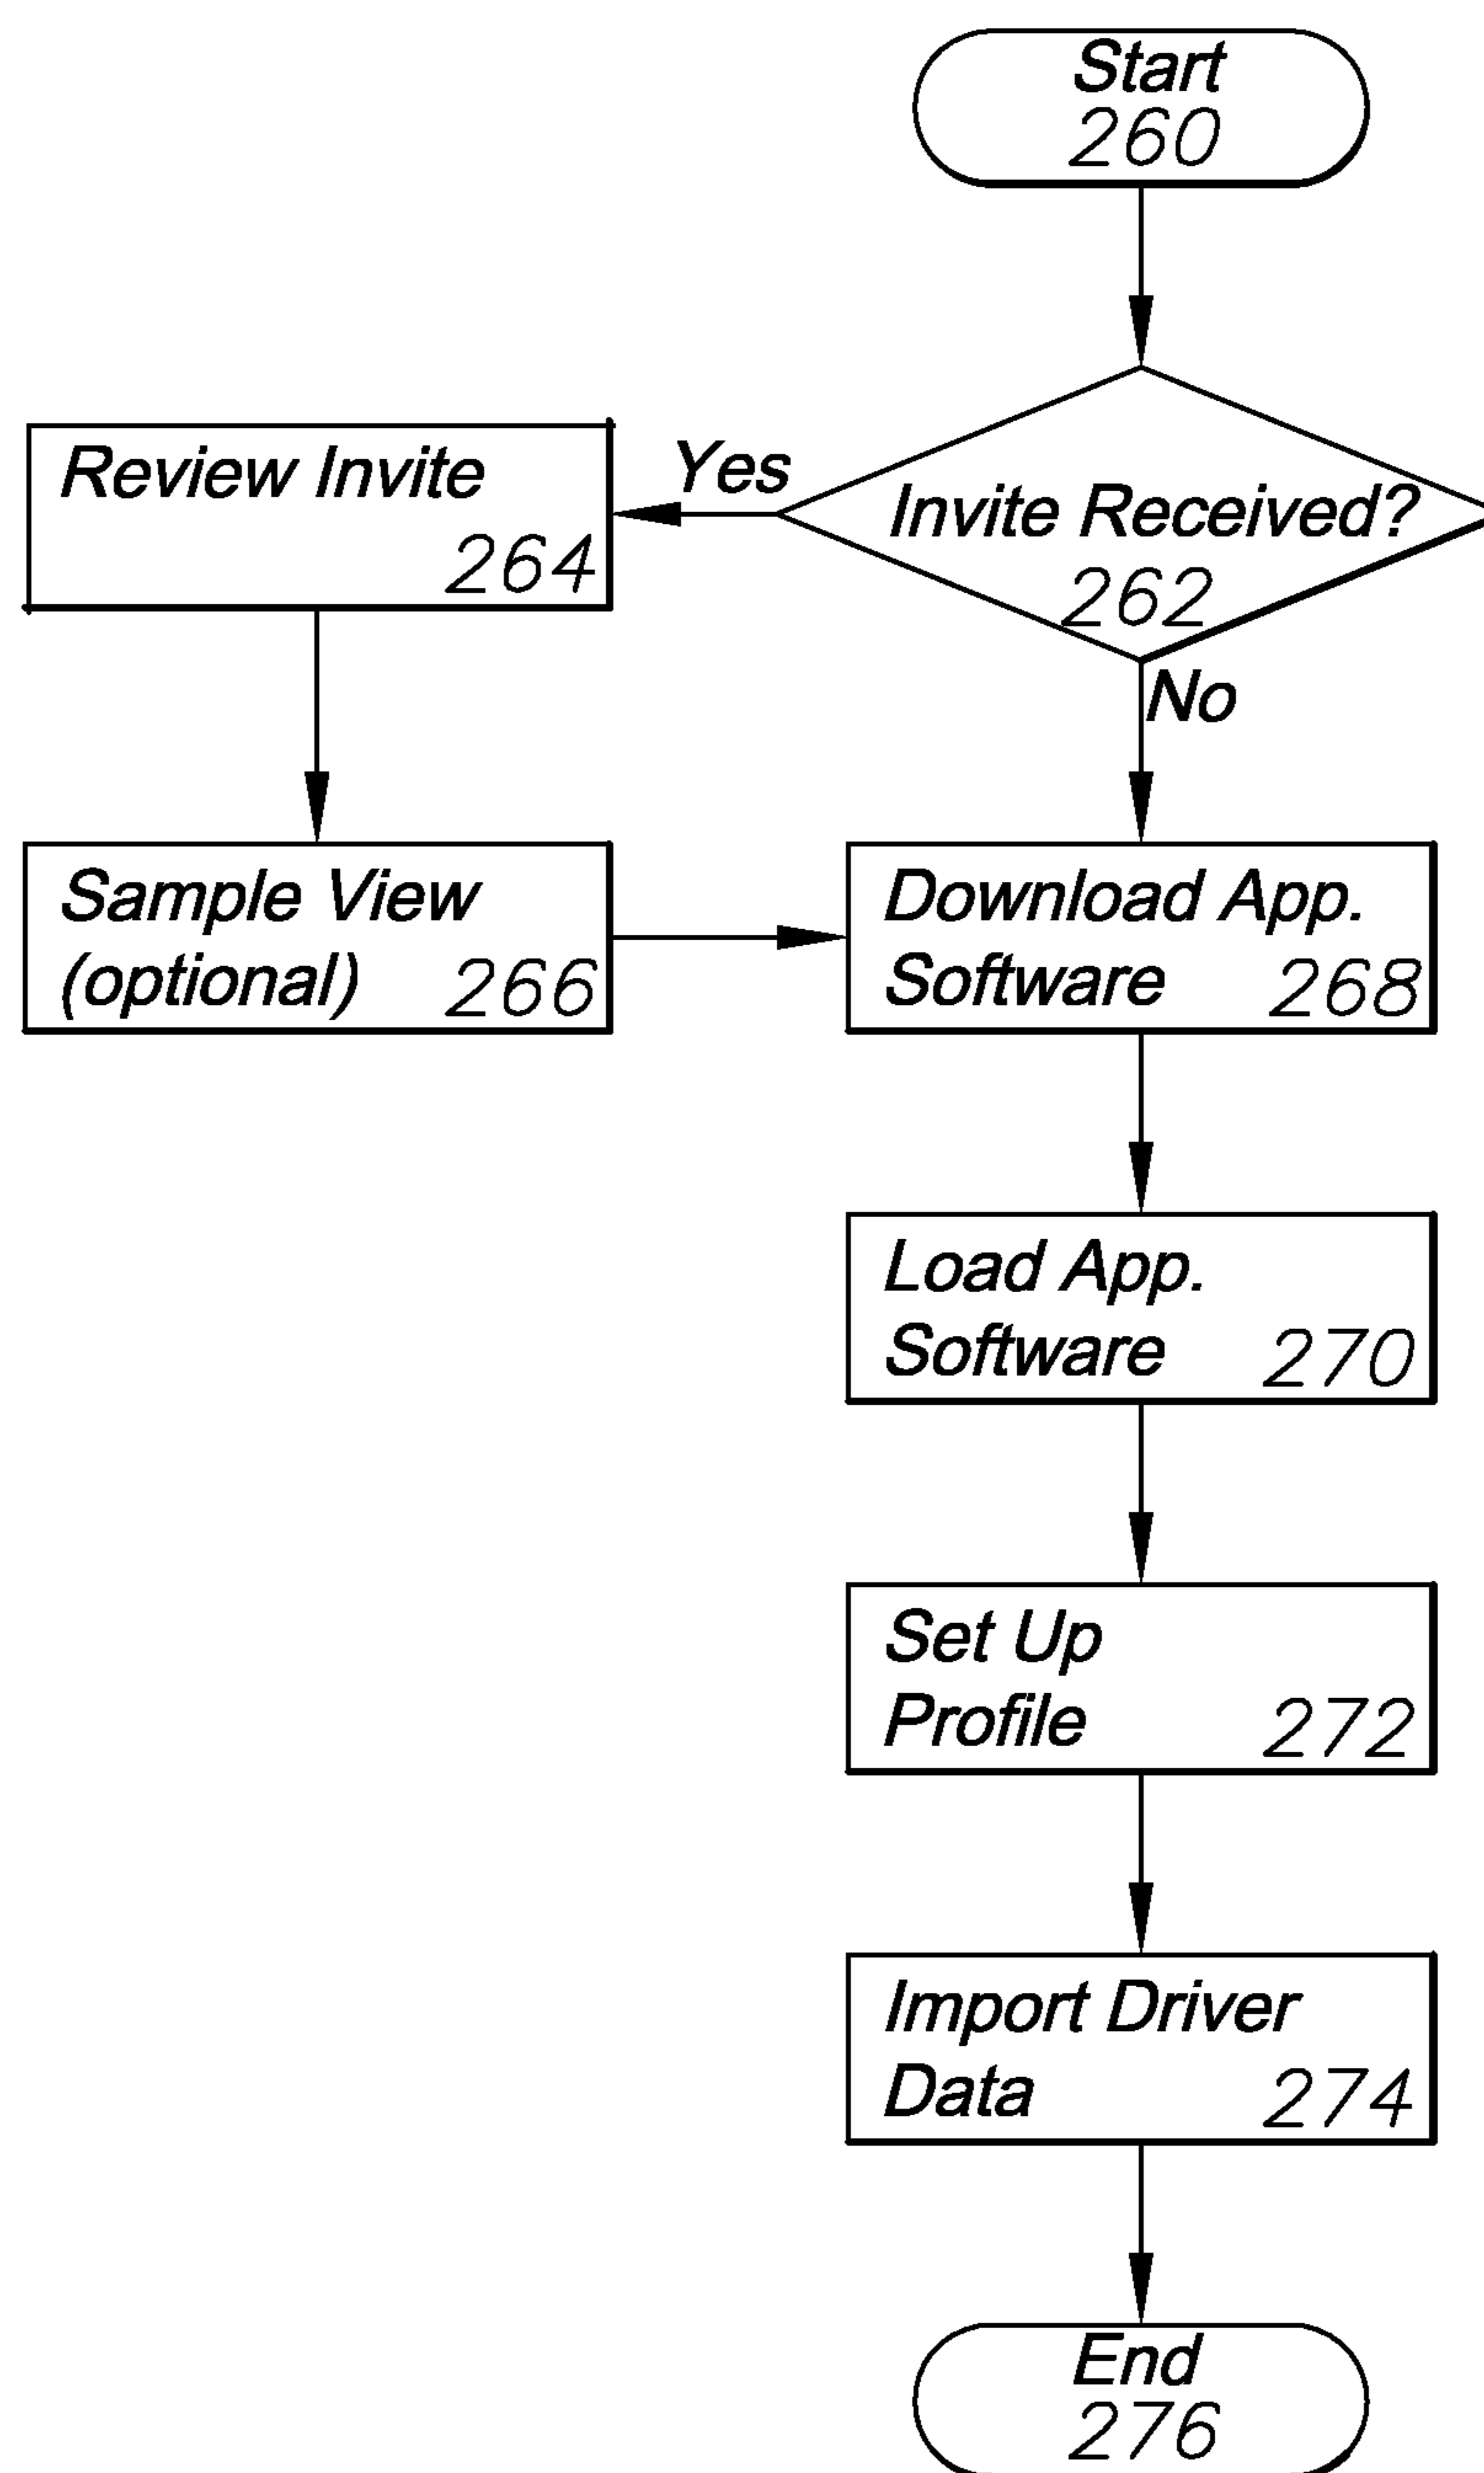 Start
260
Invite Received?
262
Yes
No
Review Invite
264
Sample View
(optional) 266
Download App.
Software 268
Load App.
Software 270
Set Up
Profile 272
Import Driver
Data 274
End
276